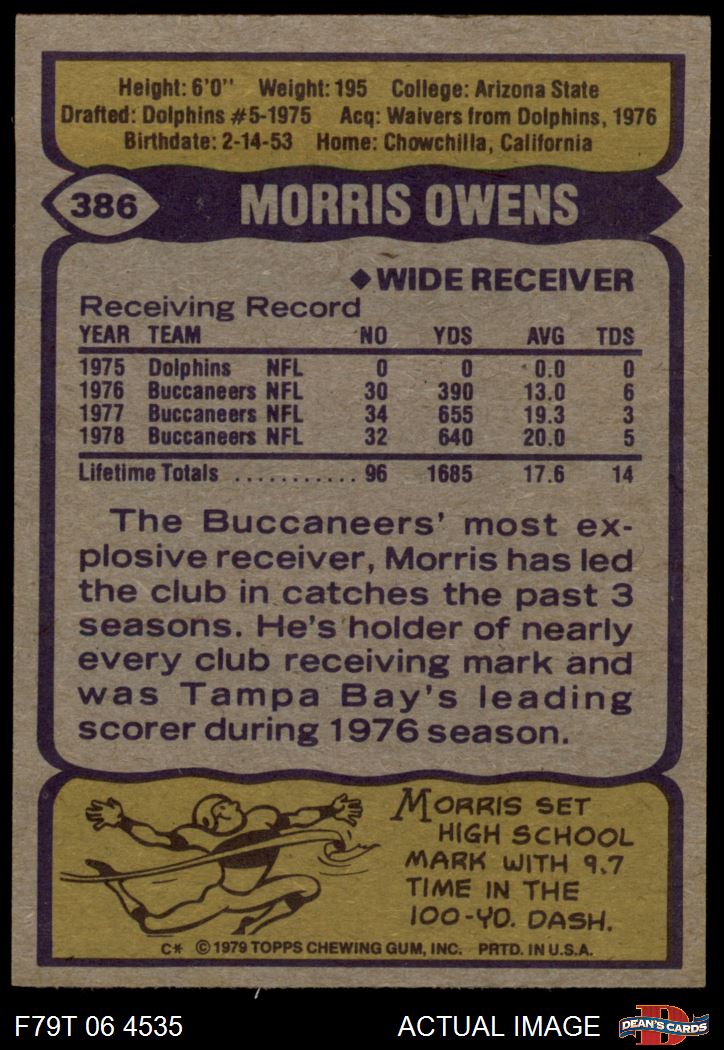 Height: 6'0" Weight: 195 College: Arizona State
Drafted: Dolphins #5-1975 Acq: Waivers from Dolphins, 1976
Birthdate: 2-14-53 Home: Chowchilla, California
386 MORRIS OWENS
◆WIDE RECEIVER
Receiving Record
YEAR TEAM NO YDS AVG TDS
1975 Dolphins NFL 0 0 0.0 0
1976 Buccaneers NFL 30 390 13.0 6
1977 Buccaneers NFL 34 655 19.3 3
1978 Buccaneers NFL 32 640 20.0 5
Lifetime Totals ........... 96 1685 17.6 14
The Buccaneers' most ex-
plosive receiver, Morris has led
the club in catches the past 3
seasons. He's holder of nearly
every club receiving mark and
was Tampa Bay's leading
scorer during 1976 season.
MORRIS SET
HIGH SCHOOL
MARK WITH 9.7
TIME IN THE
100-YD. DASH.
C* ©1979 TOPPS CHEWING GUM, INC. PRTD. IN U.S.A.
F79T 06 4535 ACTUAL IMAGE D DEAN'S CARDS